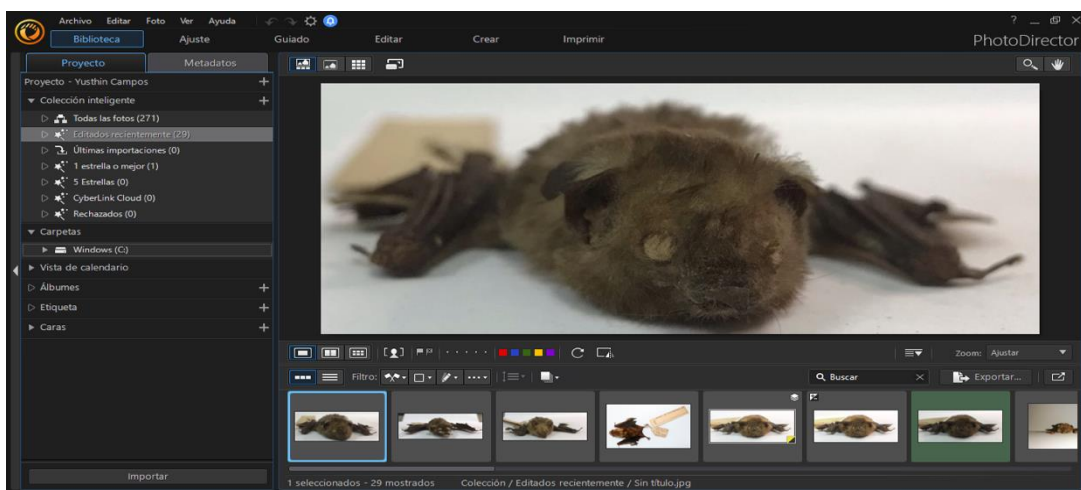 Archivo Editar Foto Ver Ayuda
Biblioteca Ajuste Guiado Editar Crear Imprimir
PhotoDirector
Proyecto Metadatos
Proyecto - Yusthin Campos
Colección inteligente
Todas las fotos (271)
Editados recientemente (29)
Últimas importaciones (0)
1 estrella o mejor (1)
5 Estrellas (0)
CyberLink Cloud (0)
Rechazados (0)
Carpetas
Windows (C:)
Vista de calendario
Álbumes
Etiqueta
Caras
Importar
Zoom: Ajustar
Filtro:
Buscar
Exportar...
1 seleccionados - 29 mostrados Colección / Editados recientemente / Sin título.jpg